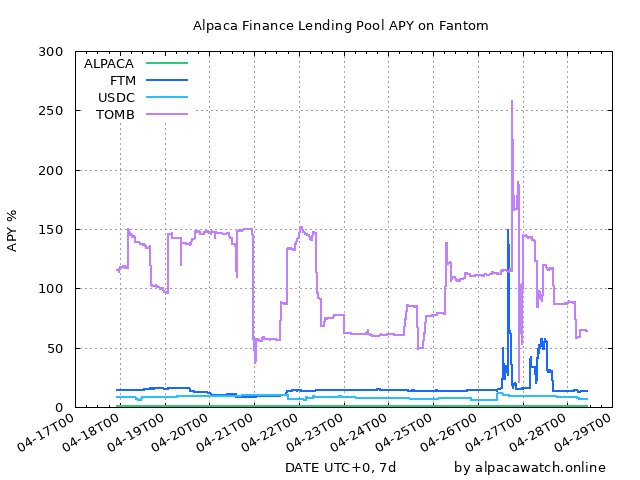 Alpaca Finance Lending Pool APY on Fantom
300
250
200
150
100
50
0
APY %
ALPACA
FTM
USDC
TOMB
04-17T00
04-18T00
04-19T00
04-20T00
04-21T00
04-22T00
04-23T00
04-24T00
04-25T00
04-26T00
04-27T00
04-28T00
04-29T00
DATE UTC+0, 7d
by alpacawatch.online